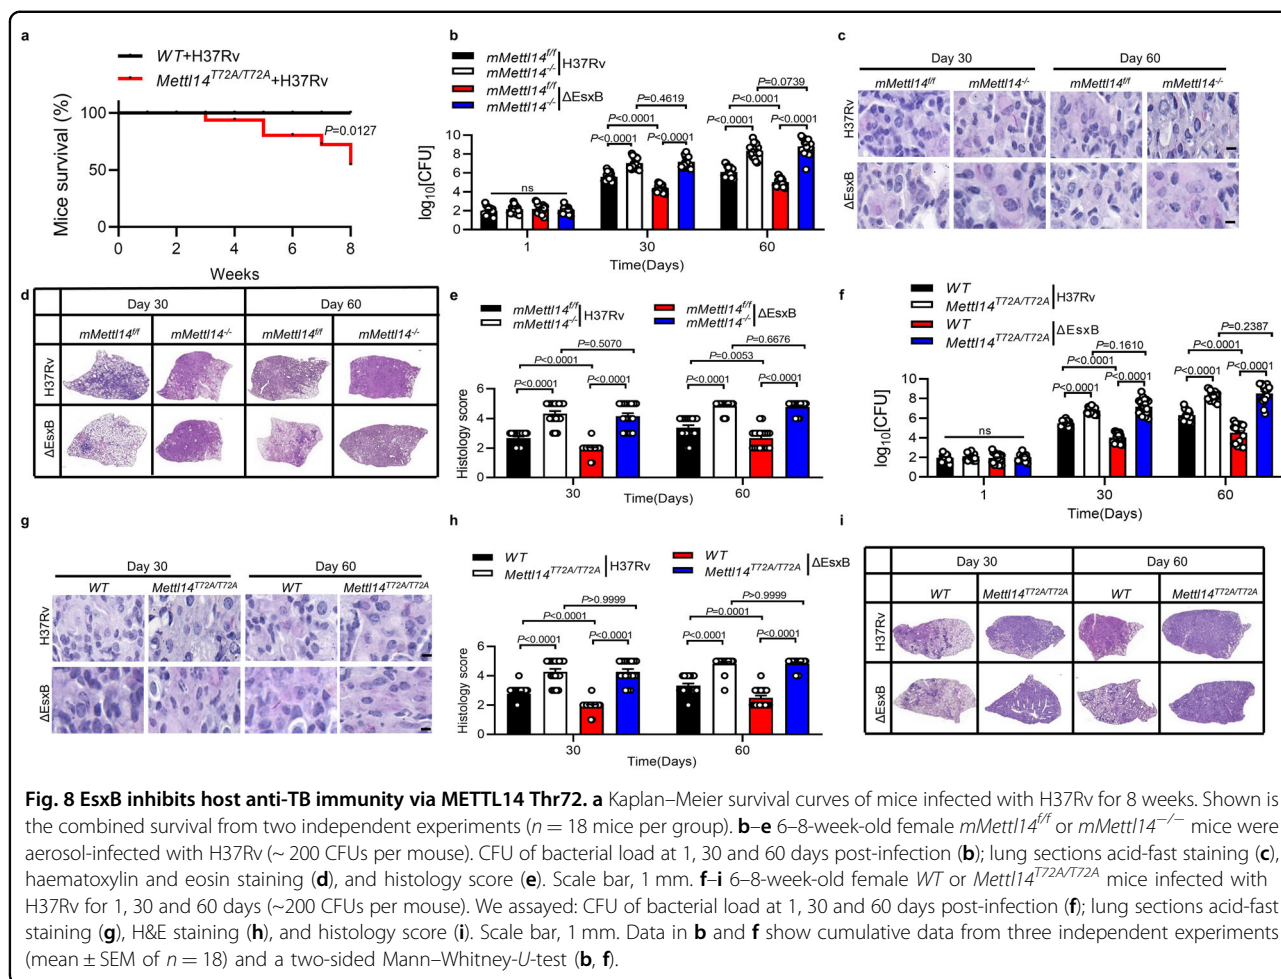 a
WT+H37Rv
Mettl14T72A/T72A+H37Rv
Mice survival (%)
100
50
0
P=0.0127
0 2 4 6 8
Weeks
b
mMettl14f/f
mMettl14-/-
H37Rv
mMettl14f/f
mMettl14-/-
ΔEsxB
P=0.0739
P=0.4619
P<0.0001
P<0.0001
P<0.0001 P<0.0001
P<0.0001 P<0.0001
ns
log10[CFU]
10
8
6
4
2
0
1 30 60
Time(Days)
c
Day 30 Day 60
mMettl14f/f mMettl14-/- mMettl14f/f mMettl14-/-
H37Rv
ΔEsxB
d
Day 30 Day 60
mMettl14f/f mMettl14-/- mMettl14f/f mMettl14-/-
H37Rv
ΔEsxB
e
mMettl14f/f
mMettl14-/-
H37Rv
mMettl14f/f
mMettl14-/-
ΔEsxB
P=0.6676
P=0.5070
P=0.0053
P<0.0001
P<0.0001 P<0.0001
P<0.0001 P<0.0001
Histology score
6
4
2
0
30 60
Time(Days)
f
WT
Mettl14T72A/T72A
H37Rv
WT
Mettl14T72A/T72A
ΔEsxB
P=0.2387
P=0.1610
P<0.0001
P<0.0001
P<0.0001 P<0.0001
P<0.0001 P<0.0001
ns
log10[CFU]
10
8
6
4
2
0
1 30 60
Time(Days)
g
Day 30 Day 60
WT Mettl14T72A/T72A WT Mettl14T72A/T72A
H37Rv
ΔEsxB
h
WT
Mettl14T72A/T72A
H37Rv
WT
Mettl14T72A/T72A
ΔEsxB
P>0.9999
P>0.9999
P=0.0001
P<0.0001
P<0.0001 P<0.0001
P<0.0001 P<0.0001
Histology score
6
4
2
0
30 60
Time(Days)
i
Day 30 Day 60
WT Mettl14T72A/T72A WT Mettl14T72A/T72A
H37Rv
ΔEsxB
Fig. 8 EsxB inhibits host anti-TB immunity via METTL14 Thr72. a Kaplan–Meier survival curves of mice infected with H37Rv for 8 weeks. Shown is
the combined survival from two independent experiments (n = 18 mice per group). b–e 6–8-week-old female mMettl14f/f or mMettl14−/− mice were
aerosol-infected with H37Rv (~ 200 CFUs per mouse). CFU of bacterial load at 1, 30 and 60 days post-infection (b); lung sections acid-fast staining (c),
haematoxylin and eosin staining (d), and histology score (e). Scale bar, 1 mm. f–i 6–8-week-old female WT or Mettl14T72A/T72A mice infected with
H37Rv for 1, 30 and 60 days (~200 CFUs per mouse). We assayed: CFU of bacterial load at 1, 30 and 60 days post-infection (f); lung sections acid-fast
staining (g), H&E staining (h), and histology score (i). Scale bar, 1 mm. Data in b and f show cumulative data from three independent experiments
(mean ± SEM of n = 18) and a two-sided Mann–Whitney-U-test (b, f).